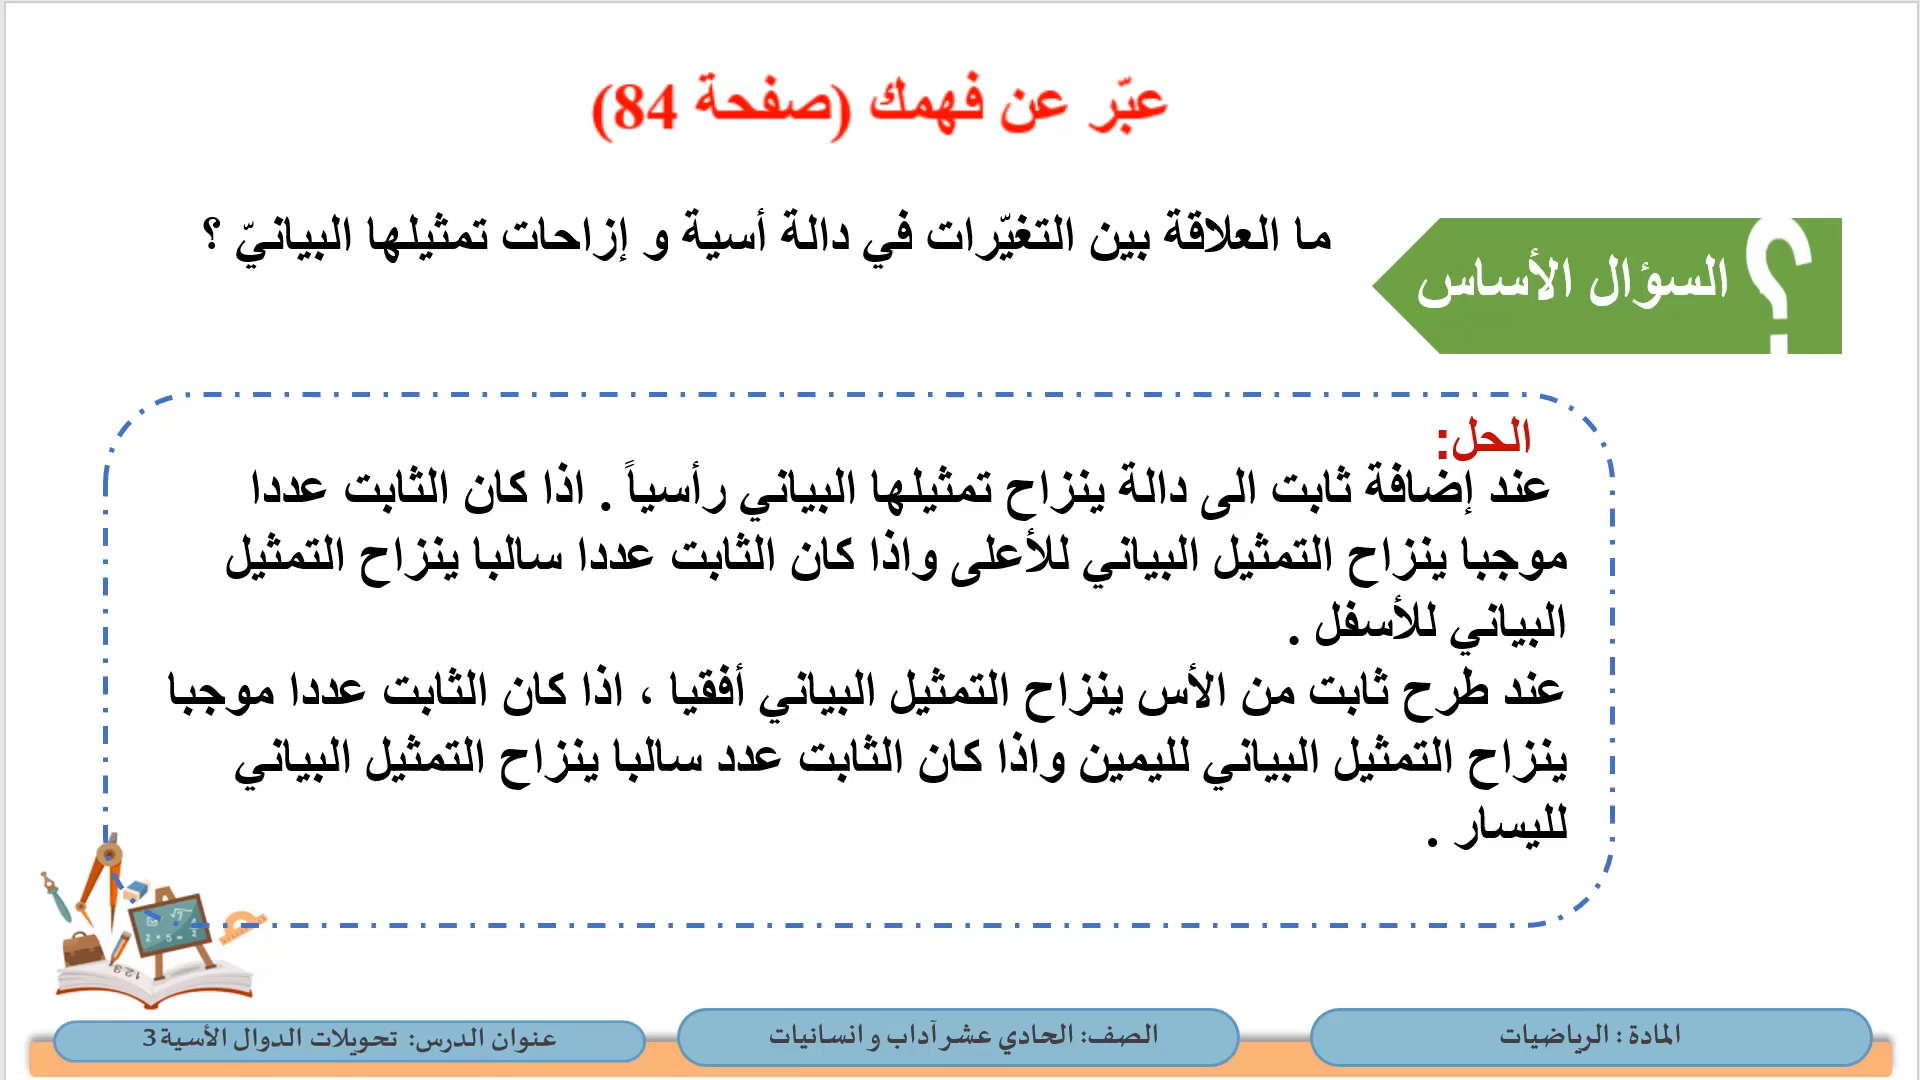 عبّر عن فهمك (صفحة 84)
السؤال الأساس
؟
ما العلاقة بين التغيّرات في دالة أسية و إزاحات تمثيلها البيانيّ ؟
الحل:
عند إضافة ثابت الى دالة ينزاح تمثيلها البياني رأسياً . اذا كان الثابت عددا
موجبا ينزاح التمثيل البياني للأعلى واذا كان الثابت عددا سالبا ينزاح التمثيل
البياني للأسفل .
عند طرح ثابت من الأس ينزاح التمثيل البياني أفقيا ، اذا كان الثابت عددا موجبا
ينزاح التمثيل البياني لليمين واذا كان الثابت عدد سالبا ينزاح التمثيل البياني
لليسار .
المادة : الرياضيات
الصف: الحادي عشر آداب و انسانيات
عنوان الدرس: تحويلات الدوال الأسية3